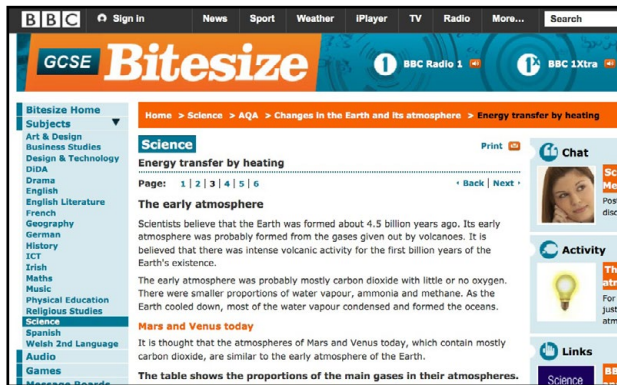 BBC Sign in News Sport Weather iPlayer TV Radio More... Search
GCSE Bitesize 1 BBC Radio 1 1X BBC 1Xtra
Bitesize Home
Subjects
Art & Design
Business Studies
Design & Technology
DiDA
Drama
English
English Literature
French
Geography
German
History
ICT
Irish
Maths
Music
Physical Education
Religious Studies
Science
Spanish
Welsh 2nd Language
Audio
Games
Message Boards
Home > Science > AQA > Changes in the Earth and its atmosphere > Energy transfer by heating
Science
Print
Energy transfer by heating
Page: 1 | 2 | 3 | 4 | 5 | 6
Back | Next
The early atmosphere
Scientists believe that the Earth was formed about 4.5 billion years ago. Its early
atmosphere was probably formed from the gases given out by volcanoes. It is
believed that there was intense volcanic activity for the first billion years of the
Earth's existence.
The early atmosphere was probably mostly carbon dioxide with little or no oxygen.
There were smaller proportions of water vapour, ammonia and methane. As the
Earth cooled down, most of the water vapour condensed and formed the oceans.
Mars and Venus today
It is thought that the atmospheres of Mars and Venus today, which contain mostly
carbon dioxide, are similar to the early atmosphere of the Earth.
The table shows the proportions of the main gases in their atmospheres.
Chat
Activity
For
just
Links
Science